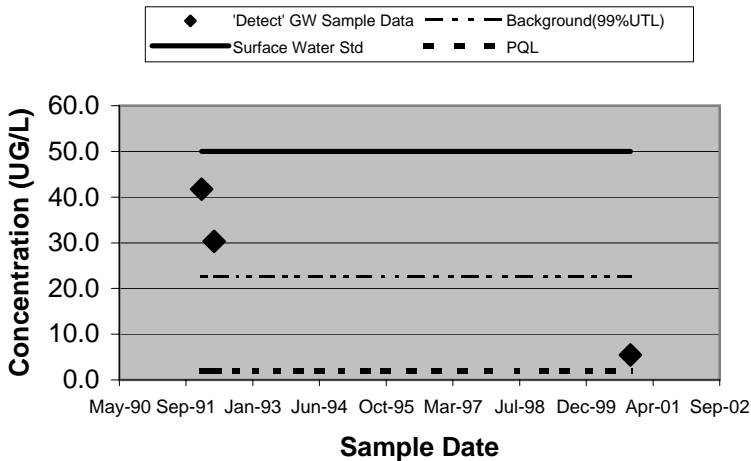 'Detect' GW Sample Data Background(99%UTL)
Surface Water Std PQL
Concentration (UG/L)
60.0
50.0
40.0
30.0
20.0
10.0
0.0
May-90 Sep-91 Jan-93 Jun-94 Oct-95 Mar-97 Jul-98 Dec-99 Apr-01 Sep-02
Sample Date